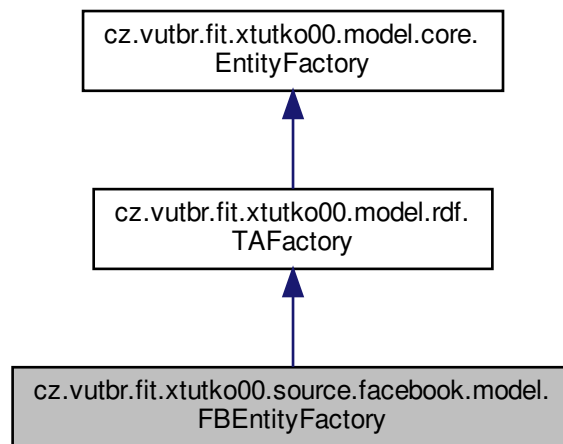 cz.vutbr.fit.xtutko00.model.core.
EntityFactory
cz.vutbr.fit.xtutko00.model.rdf.
TAFactory
cz.vutbr.fit.xtutko00.source.facebook.model.
FBEntityFactory